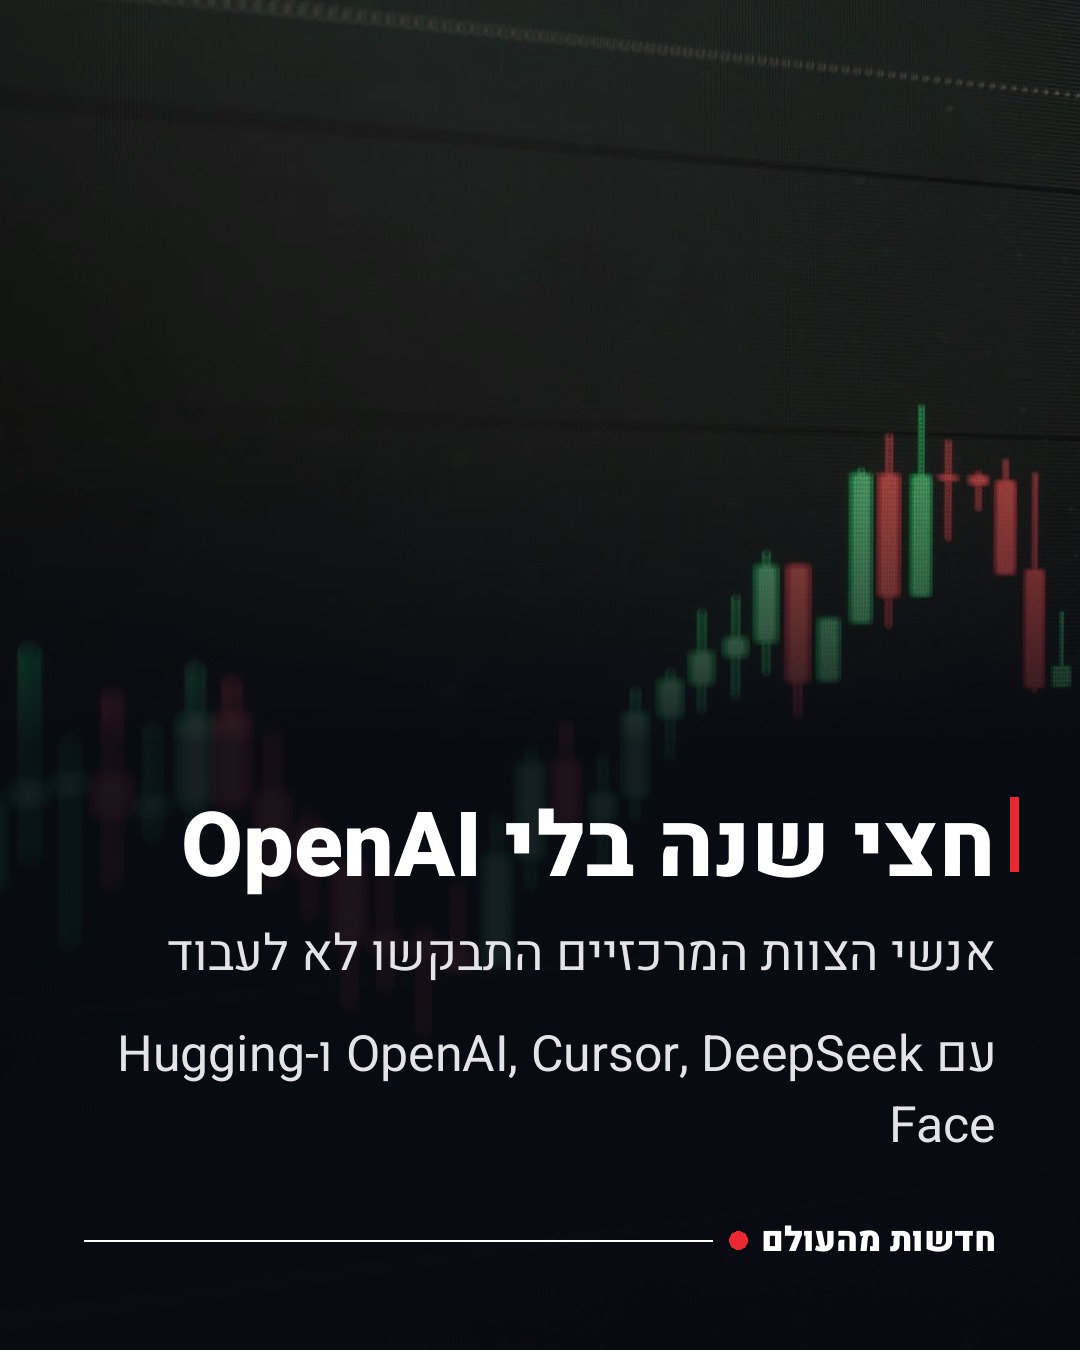 חצי שנה בלי OpenAI
אנשי הצוות המרכזיים התבקשו לא לעבוד
עם OpenAI, Cursor, DeepSeek ו-Hugging
Face
חדשות מהעולם